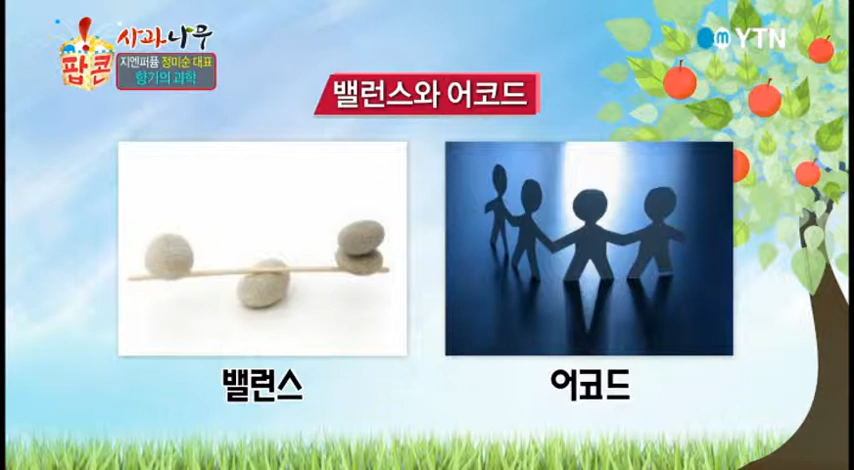 팝콘
사과나무
지엔퍼퓸 정미순 대표
향기의 과학
YTN
밸런스와 어코드
밸런스
어코드